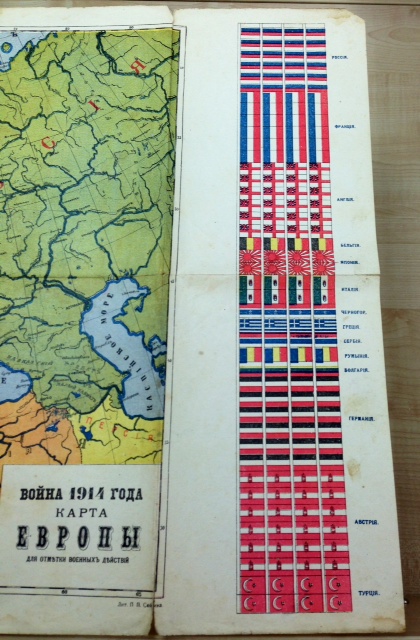 С І Н
КАСПІЙСКОЕ МОРЕ
П Е Р С І Я
ВОЙНА 1914 ГОДА
КАРТА
ЕВРОПЫ
ДЛЯ ОТМѢТКИ ВОЕННЫХЪ ДѢЙСТВІЙ
РОССІЯ.
ФРАНЦІЯ.
АНГЛІЯ.
БЕЛЬГІЯ
ЯПОНІЯ.
ИТАЛІЯ.
ЧЕРНОГОР.
ГРЕЦІЯ.
СЕРБІЯ.
РУМЫНІЯ.
БОЛГАРІЯ.
ГЕРМАНІЯ.
АВСТРІЯ.
ТУРЦІЯ.